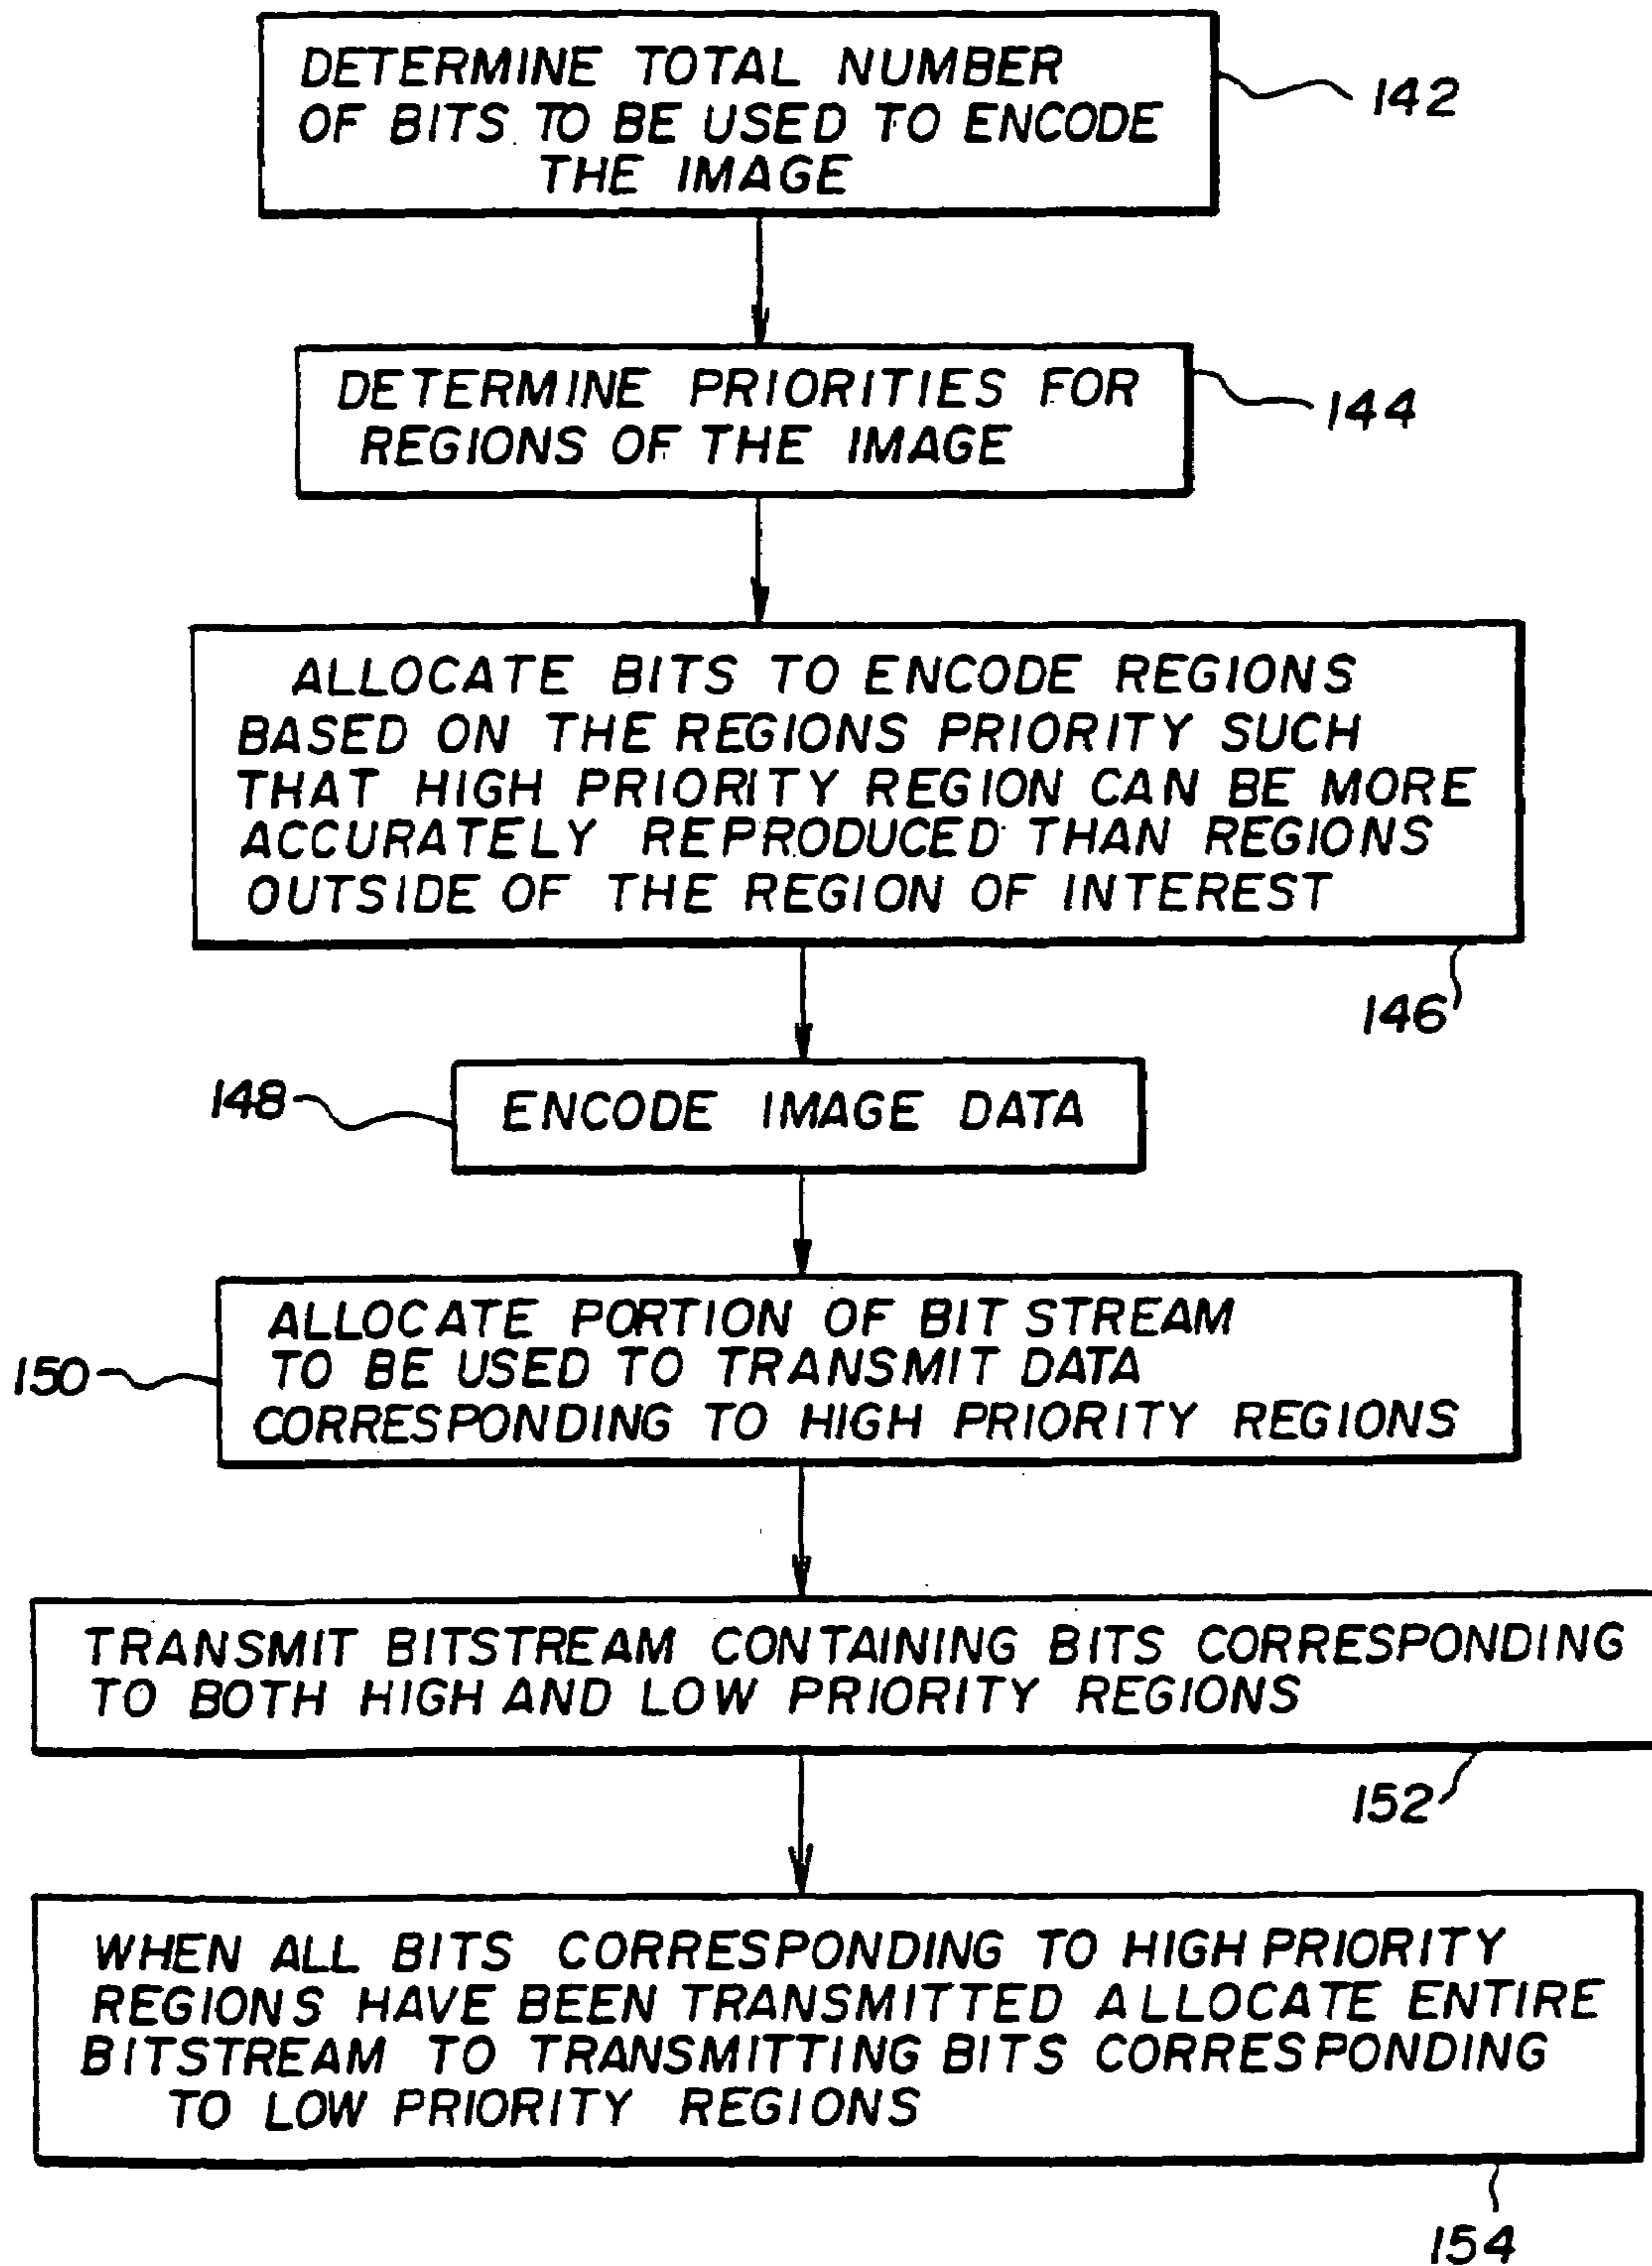 DETERMINE TOTAL NUMBER
OF BITS TO BE USED TO ENCODE
THE IMAGE
142
DETERMINE PRIORITIES FOR
REGIONS OF THE IMAGE
144
ALLOCATE BITS TO ENCODE REGIONS
BASED ON THE REGIONS PRIORITY SUCH
THAT HIGH PRIORITY REGION CAN BE MORE
ACCURATELY REPRODUCED THAN REGIONS
OUTSIDE OF THE REGION OF INTEREST
146
148
ENCODE IMAGE DATA
ALLOCATE PORTION OF BIT STREAM
TO BE USED TO TRANSMIT DATA
CORRESPONDING TO HIGH PRIORITY REGIONS
150
TRANSMIT BITSTREAM CONTAINING BITS CORRESPONDING
TO BOTH HIGH AND LOW PRIORITY REGIONS
152
WHEN ALL BITS CORRESPONDING TO HIGH PRIORITY
REGIONS HAVE BEEN TRANSMITTED ALLOCATE ENTIRE
BITSTREAM TO TRANSMITTING BITS CORRESPONDING
TO LOW PRIORITY REGIONS
154